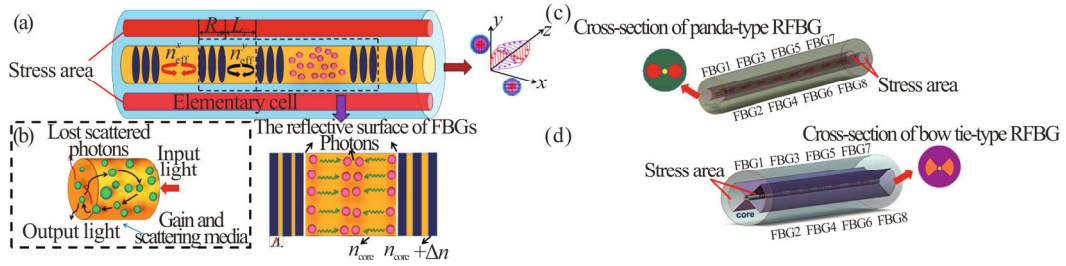 (a)
R L
n_eff^x
n_eff^y
Stress area
Elementary cell
y
z
x
(b)
Lost scattered
photons
Input
light
Output light
Gain and
scattering media
The reflective surface of FBGs
Photons
Λ
n_core
n_core +Δn
(c)
Cross-section of panda-type RFBG
FBG1 FBG3 FBG5 FBG7
Stress area
FBG2 FBG4 FBG6 FBG8
(d)
Cross-section of bow tie-type RFBG
FBG1 FBG3 FBG5 FBG7
Stress area
core
FBG2 FBG4 FBG6 FBG8